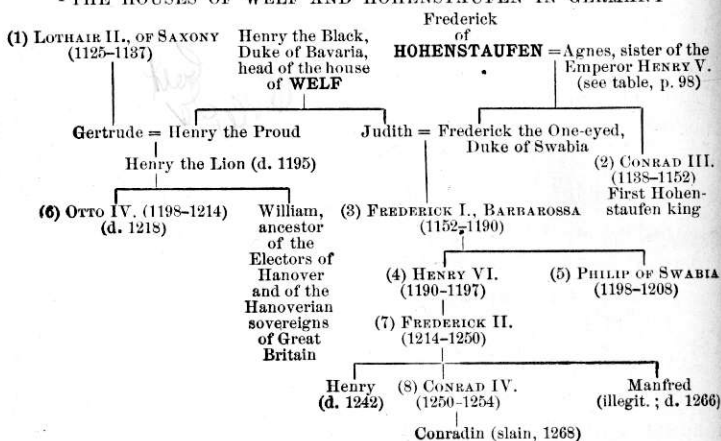 THE HOUSES OF WELF AND HOHENSTAUFEN IN GERMANY
(1) LOTHAIR II., OF SAXONY
(1125-1137)
Henry the Black,
Duke of Bavaria,
head of the house
of WELF
Frederick
of
HOHENSTAUFEN = Agnes, sister of the
Emperor HENRY V.
(see table, p. 98)
Gertrude = Henry the Proud
Judith = Frederick the One-eyed,
Duke of Swabia
(2) CONRAD III.
(1138-1152)
First Hohen-
staufen king
Henry the Lion (d. 1195)
(6) OTTO IV. (1198-1214)
(d. 1218)
William,
ancestor
of the
Electors of
Hanover
and of the
Hanoverian
sovereigns
of Great
Britain
(3) FREDERICK I., BARBAROSSA
(1152-1190)
(4) HENRY VI.
(1190-1197)
(5) PHILIP OF SWABIA
(1198-1208)
(7) FREDERICK II.
(1214-1250)
Henry
(d. 1242)
(8) CONRAD IV.
(1250-1254)
Manfred
(illegit. ; d. 1266)
Conradin (slain, 1268)